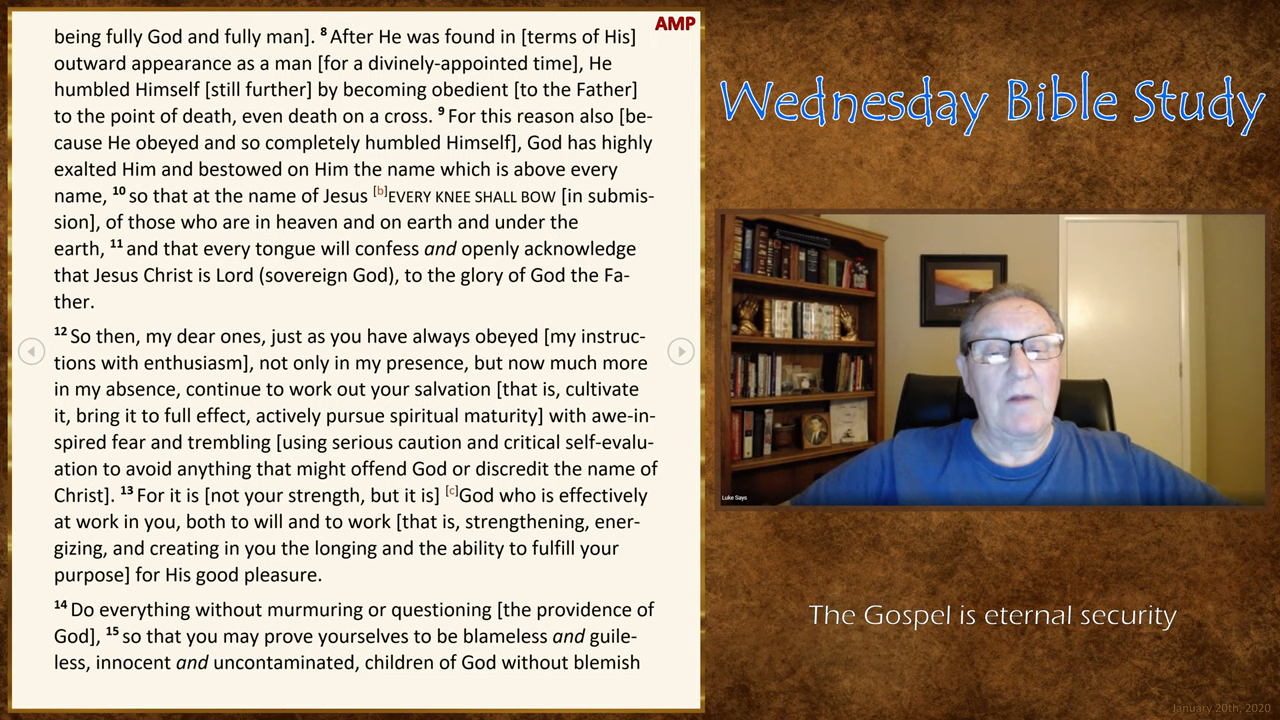 AMP
being fully God and fully man]. 8 After He was found in [terms of His]
outward appearance as a man [for a divinely-appointed time], He
humbled Himself [still further] by becoming obedient [to the Father]
to the point of death, even death on a cross. 9 For this reason also [be-
cause He obeyed and so completely humbled Himself], God has highly
exalted Him and bestowed on Him the name which is above every
name, 10 so that at the name of Jesus [b]EVERY KNEE SHALL BOW [in submis-
sion], of those who are in heaven and on earth and under the
earth, 11 and that every tongue will confess and openly acknowledge
that Jesus Christ is Lord (sovereign God), to the glory of God the Fa-
ther.
12 So then, my dear ones, just as you have always obeyed [my instruc-
tions with enthusiasm], not only in my presence, but now much more
in my absence, continue to work out your salvation [that is, cultivate
it, bring it to full effect, actively pursue spiritual maturity] with awe-in-
spired fear and trembling [using serious caution and critical self-evalu-
ation to avoid anything that might offend God or discredit the name of
Christ]. 13 For it is [not your strength, but it is] [c]God who is effectively
at work in you, both to will and to work [that is, strengthening, ener-
gizing, and creating in you the longing and the ability to fulfill your
purpose] for His good pleasure.
14 Do everything without murmuring or questioning [the providence of
God], 15 so that you may prove yourselves to be blameless and guile-
less, innocent and uncontaminated, children of God without blemish
Wednesday Bible Study
Luke Says
The Gospel is eternal security
January 20th, 2020